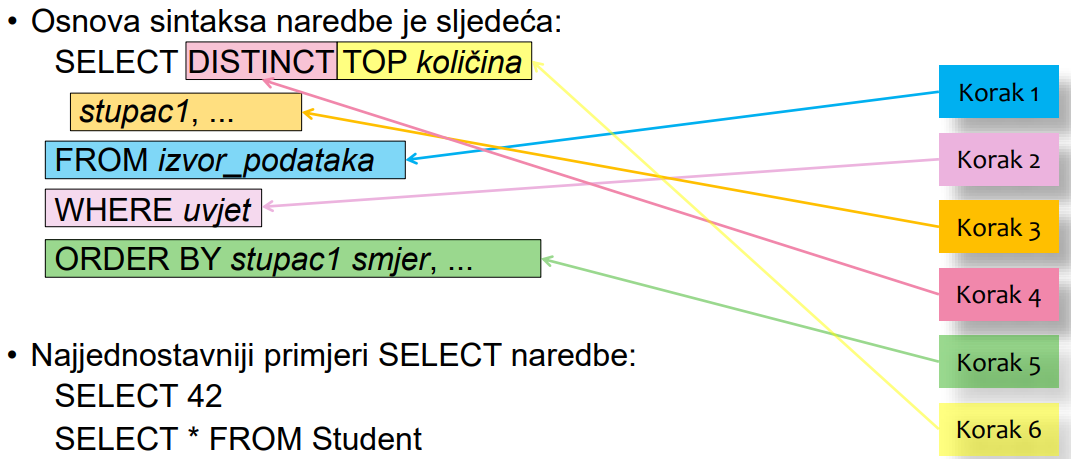 • Osnova sintaksa naredbe je sljedeća:
SELECT DISTINCT TOP količina
stupac1, ...
FROM izvor_podataka
WHERE uvjet
ORDER BY stupac1 smjer, ...
• Najjednostavniji primjeri SELECT naredbe:
SELECT 42
SELECT * FROM Student
Korak 1
Korak 2
Korak 3
Korak 4
Korak 5
Korak 6